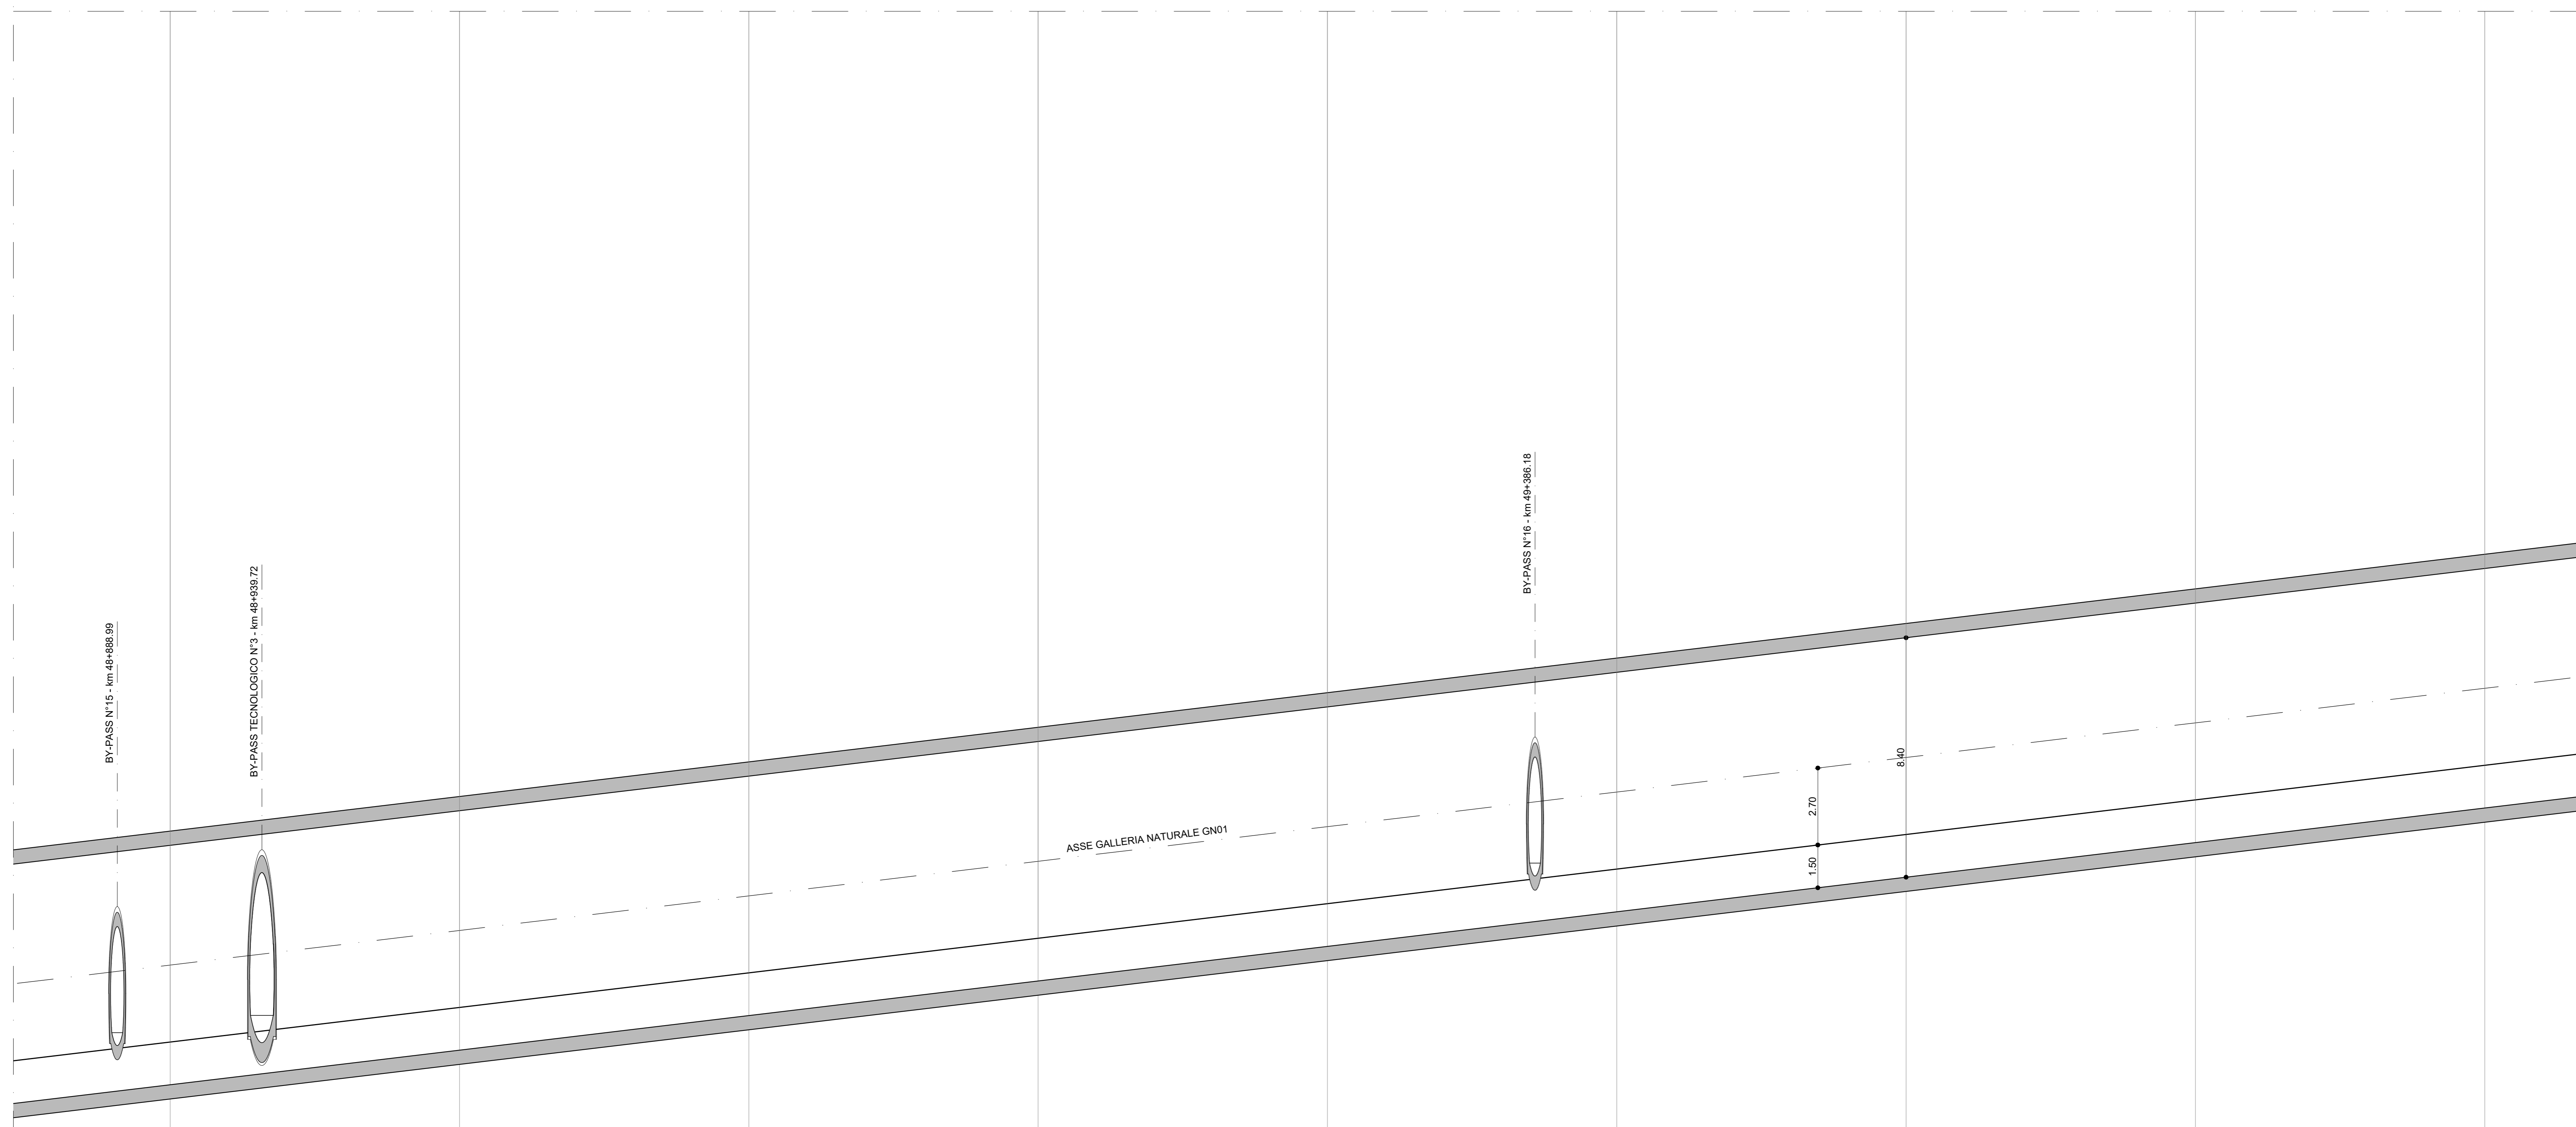 BY-PASS N°15 - km 48+888.99
BY-PASS TECNOLOGICO N°3 - km 48+939.72
ASSE GALLERIA NATURALE GN01
BY-PASS N°16 - km 49+386.18
2.70
1.50
8.40